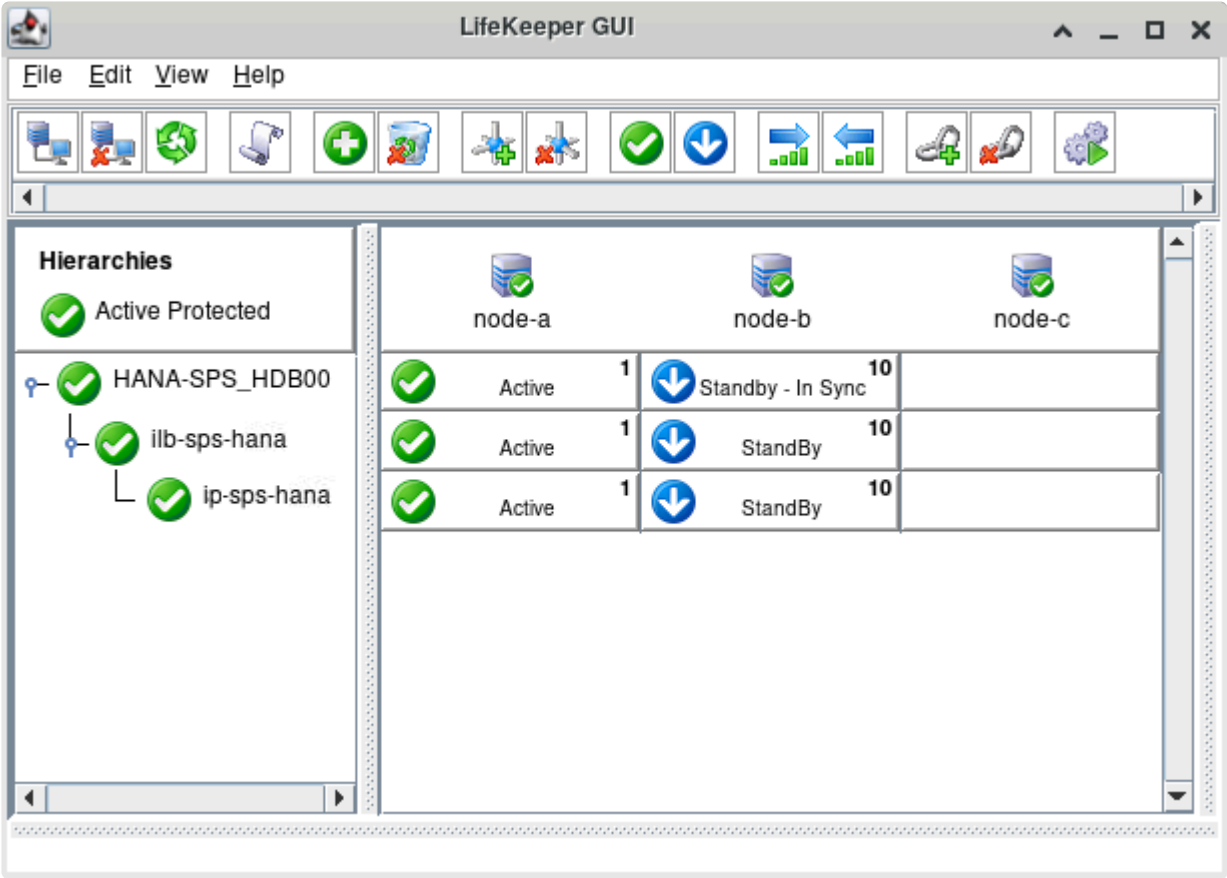 LifeKeeper GUI
File Edit View Help
Hierarchies
Active Protected
node-a node-b node-c
HANA-SPS_HDB00 Active 1 Standby - In Sync 10
ilb-sps-hana Active 1 StandBy 10
ip-sps-hana Active 1 StandBy 10